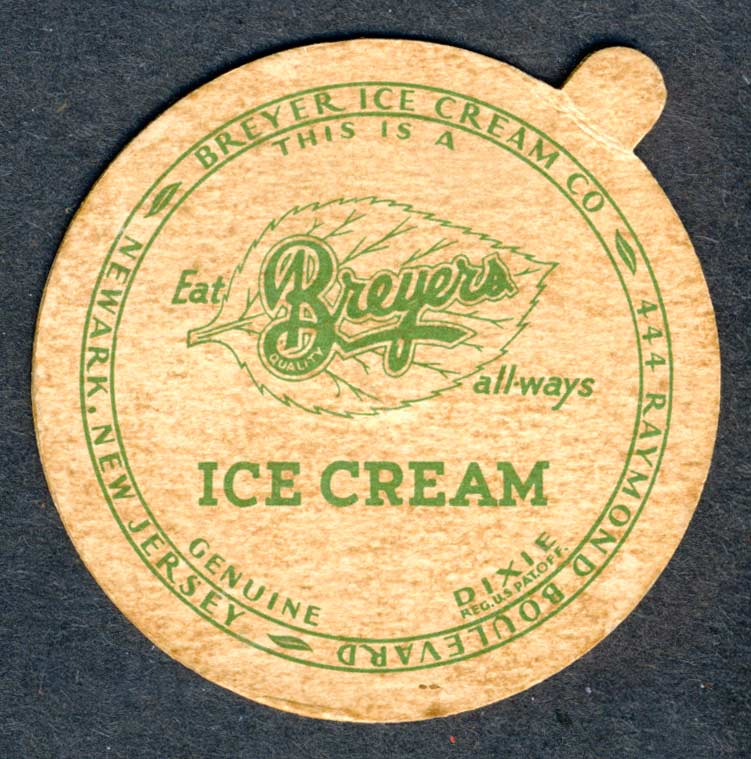 BREYER ICE CREAM CO
444 RAYMOND BOULEVARD
NEWARK, NEW JERSEY
THIS IS A
Eat
Breyers
QUALITY
all-ways
ICE CREAM
GENUINE
DIXIE
REG. U.S. PAT. OFF.